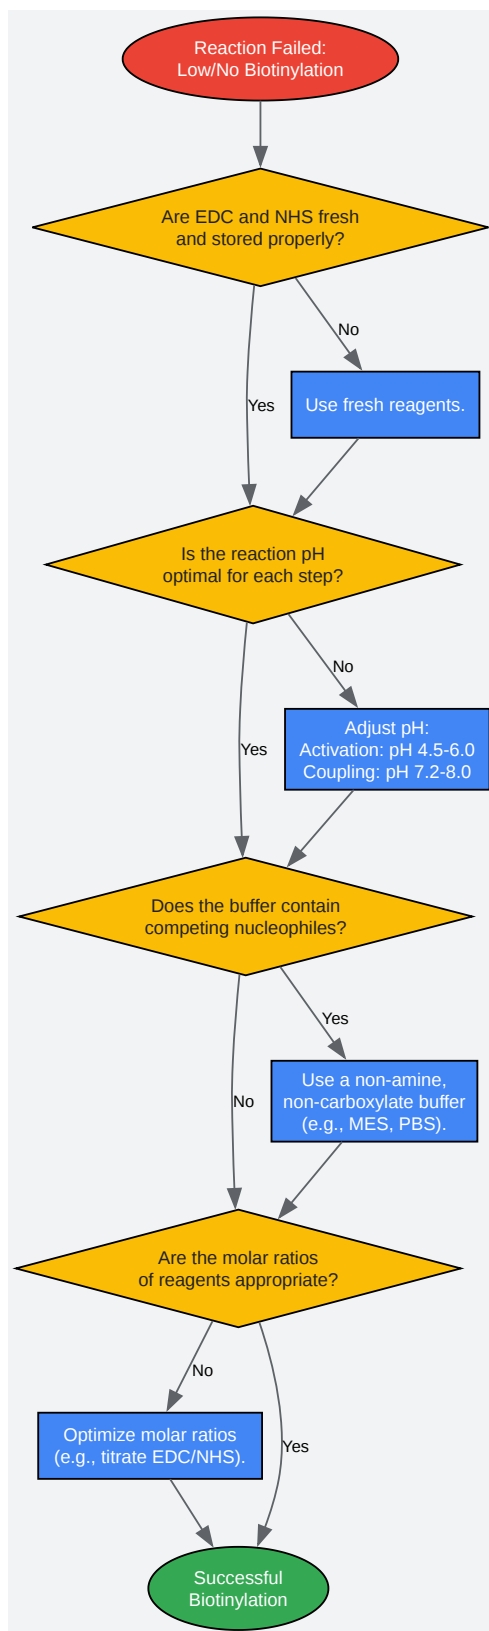 Reaction Failed:
Low/No Biotinylation
Are EDC and NHS fresh
and stored properly?
No
Yes
Use fresh reagents.
Is the reaction pH
optimal for each step?
No
Yes
Adjust pH:
Activation: pH 4.5-6.0
Coupling: pH 7.2-8.0
Does the buffer contain
competing nucleophiles?
Yes
No
Use a non-amine,
non-carboxylate buffer
(e.g., MES, PBS).
Are the molar ratios
of reagents appropriate?
No
Yes
Optimize molar ratios
(e.g., titrate EDC/NHS).
Successful
Biotinylation